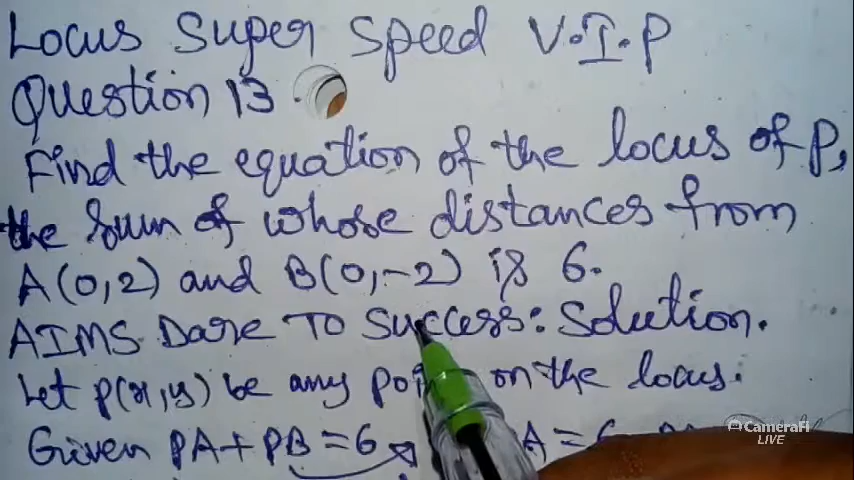 Locus Super Speed V.I.P
Question 13.
Find the equation of the locus of P,
the sum of whose distances from
A(0,2) and B(0,-2) is 6.
AIMS Dare To Success: Solution.
Let P(x,y) be any point on the locus.
Given PA+PB=6 A=6
CameraFi
LIVE